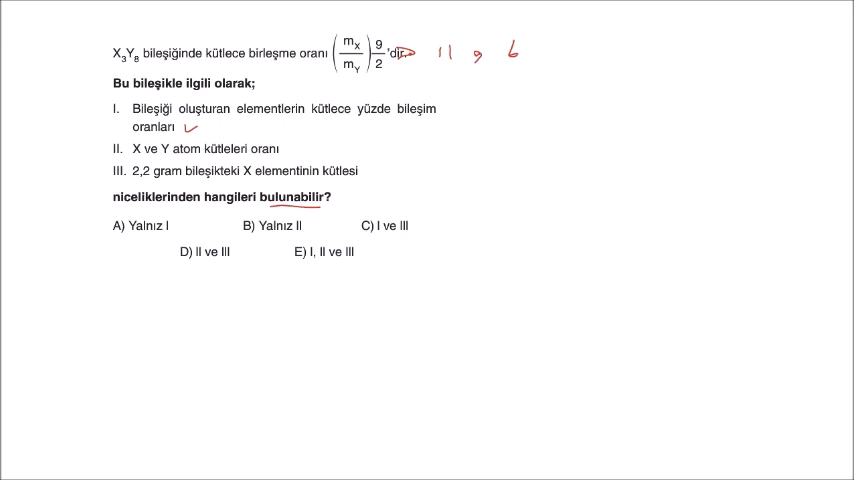 X₃Y₈ bileşiğinde kütlece birleşme oranı (mX/mY) 9/2 'dir. 11 9 6
Bu bileşikle ilgili olarak;
I. Bileşiği oluşturan elementlerin kütlece yüzde bileşim
oranları
II. X ve Y atom kütleleri oranı
III. 2,2 gram bileşikteki X elementinin kütlesi
niceliklerinden hangileri bulunabilir?
A) Yalnız I B) Yalnız II C) I ve III
D) II ve III E) I, II ve III